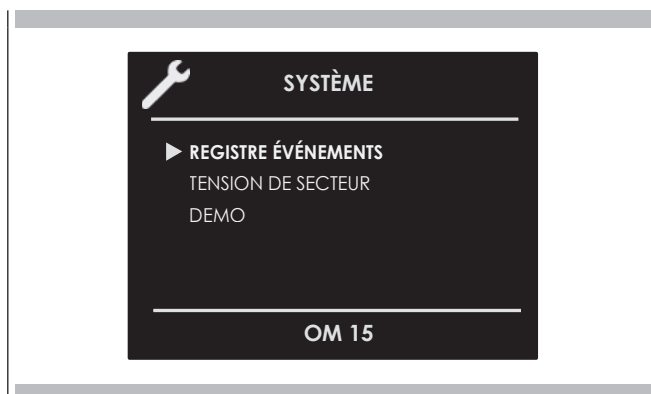 SYSTÈME
REGISTRE ÉVÉNEMENTS
TENSION DE SECTEUR
DEMO
OM 15